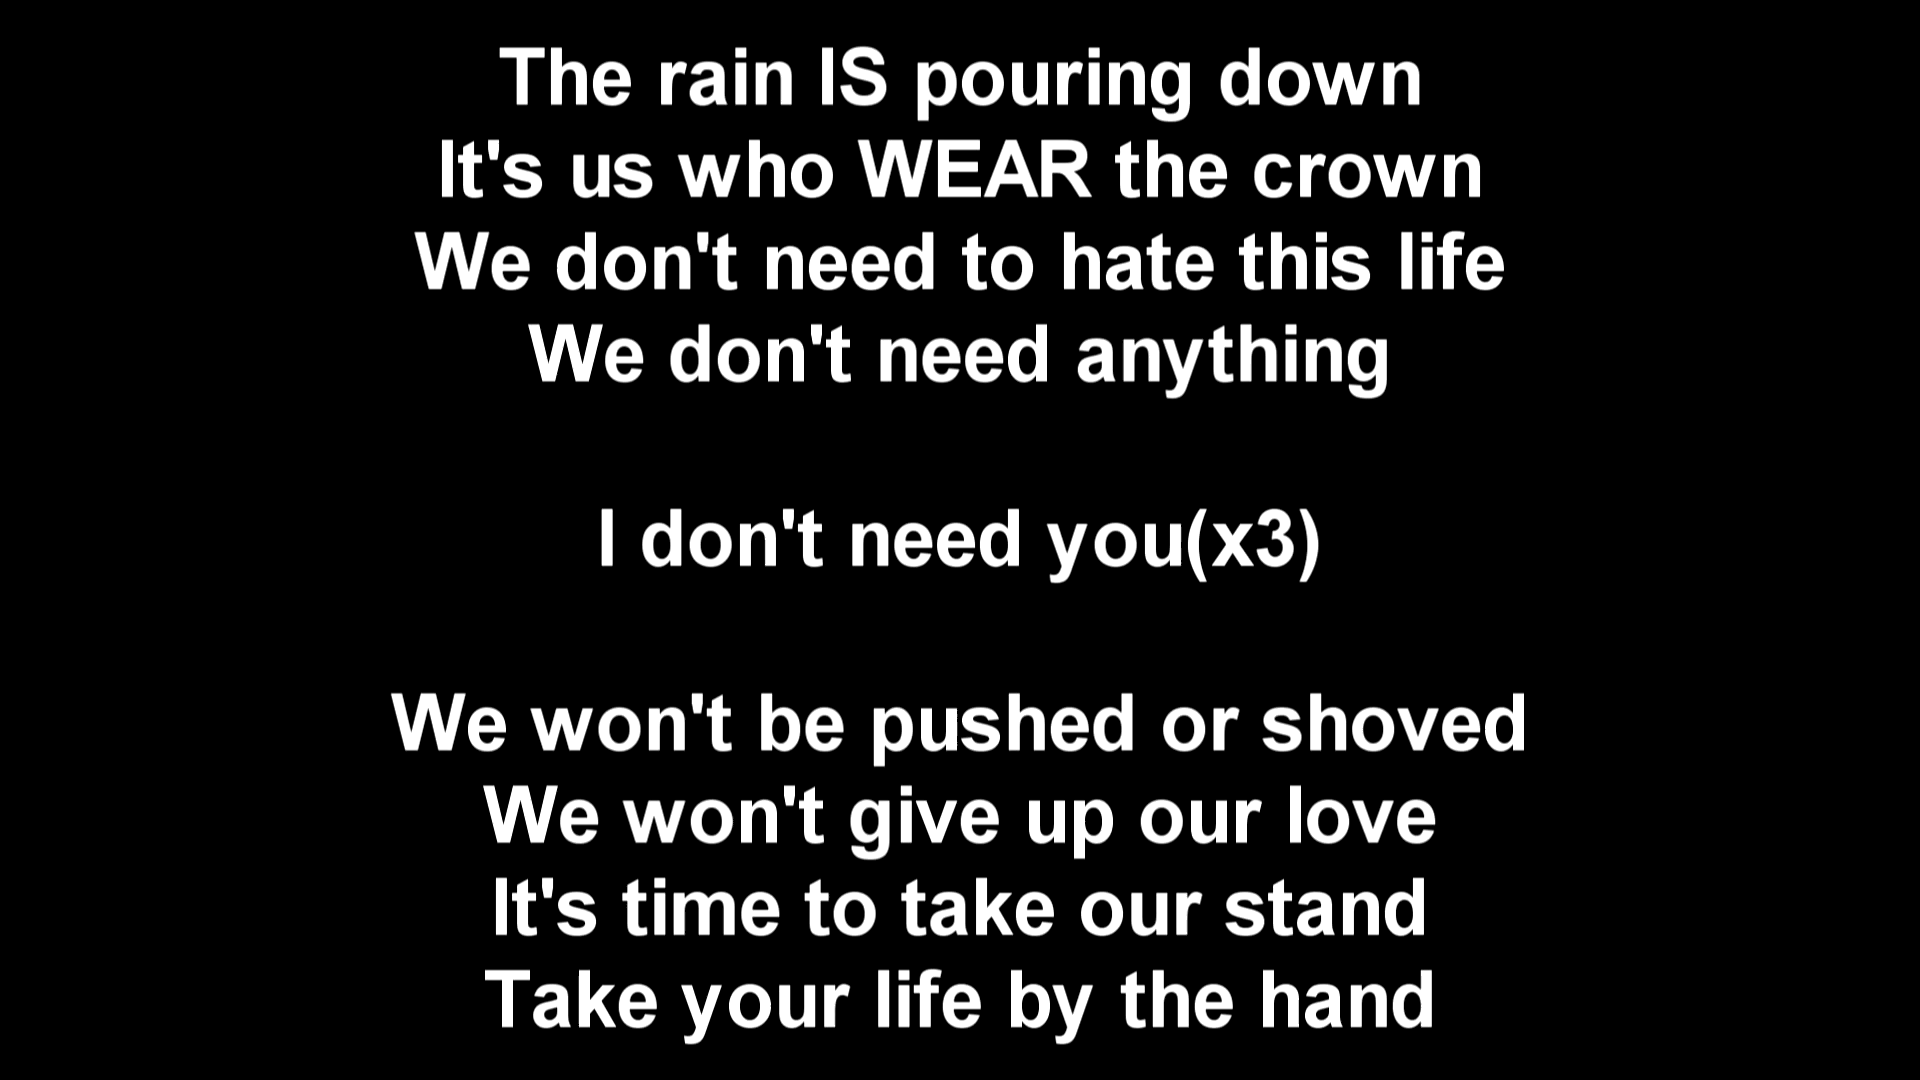 The rain IS pouring down
It's us who WEAR the crown
We don't need to hate this life
We don't need anything
I don't need you(x3)
We won't be pushed or shoved
We won't give up our love
It's time to take our stand
Take your life by the hand